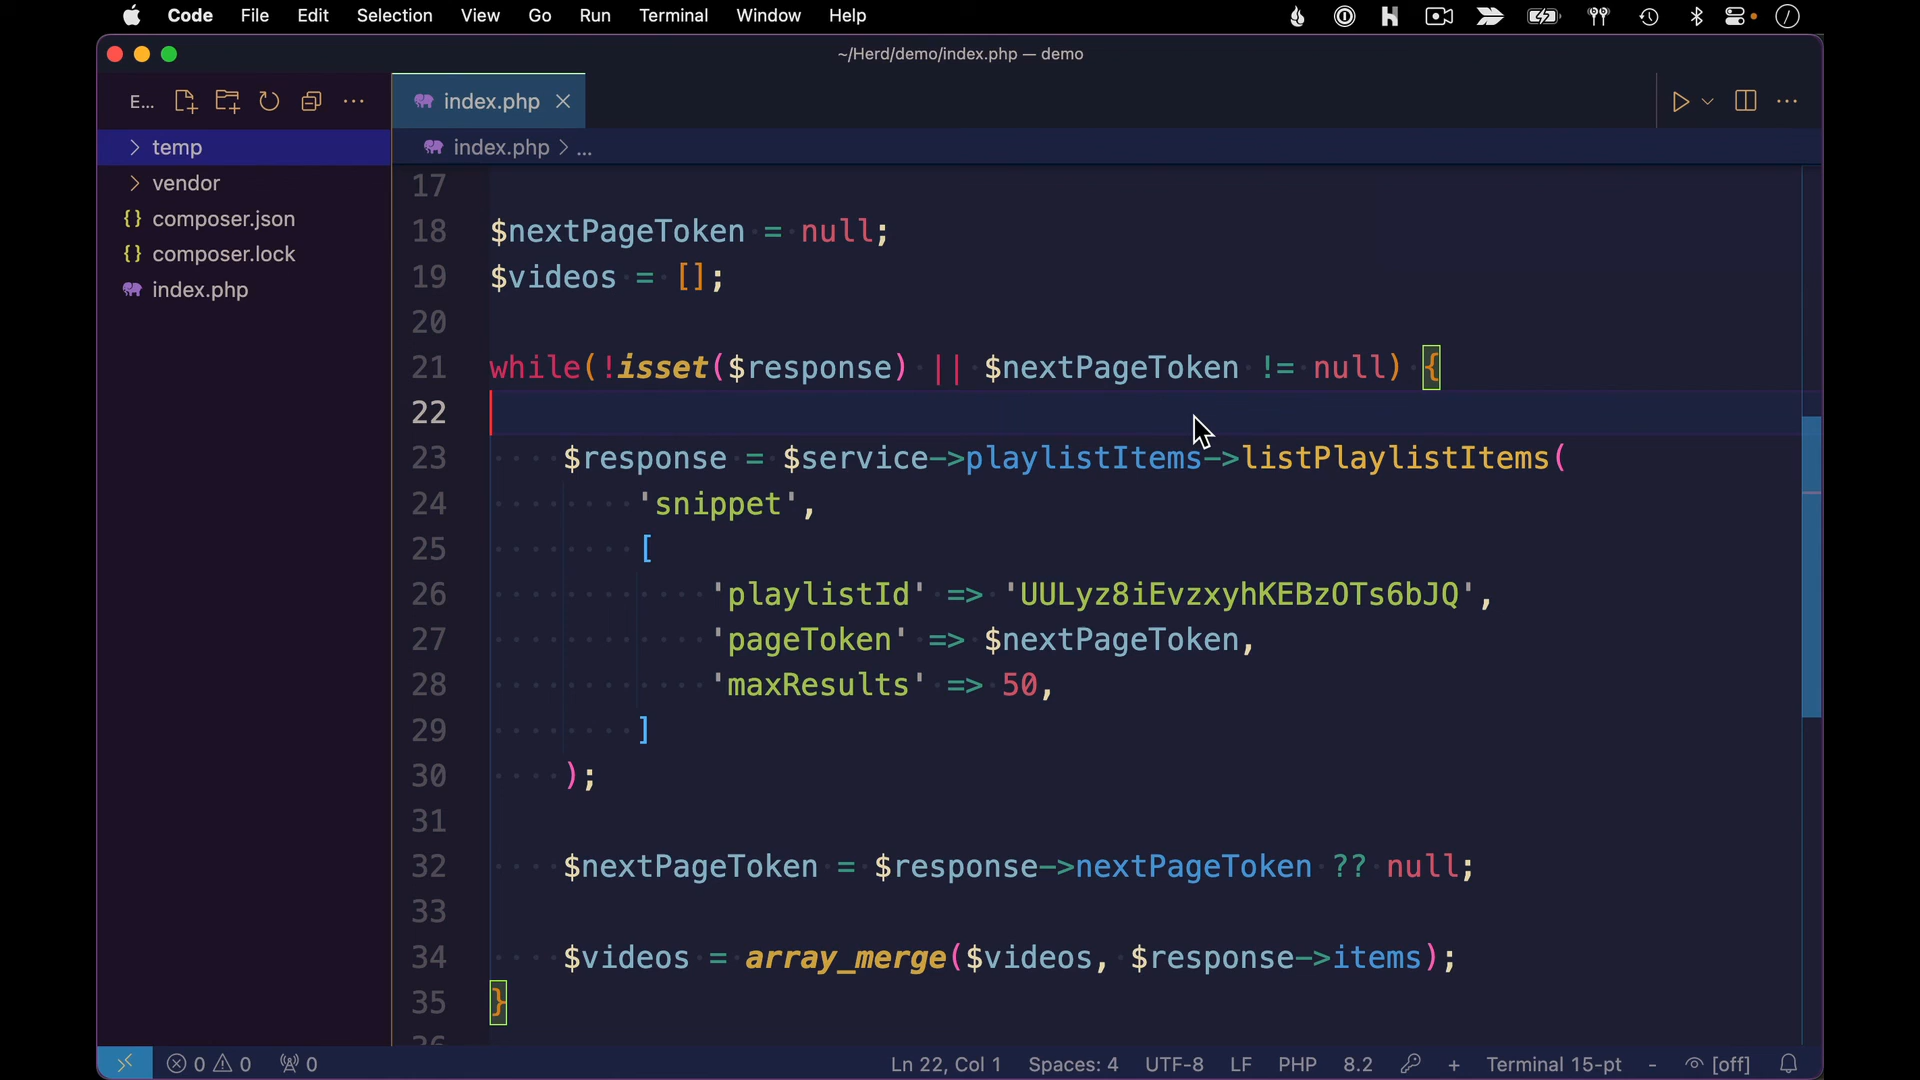 Code File Edit Selection View Go Run Terminal Window Help
~/Herd/demo/index.php — demo
E...
index.php
temp
index.php > ...
vendor
composer.json
composer.lock
index.php
17
18 $nextPageToken = null;
19 $videos = [];
20
21 while(!isset($response) || $nextPageToken != null) {
22
23 $response = $service->playlistItems->listPlaylistItems(
24 'snippet',
25 [
26 'playlistId' => 'UULyz8iEvzxyhKEBzOTs6bJQ',
27 'pageToken' => $nextPageToken,
28 'maxResults' => 50,
29 ]
30 );
31
32 $nextPageToken = $response->nextPageToken ?? null;
33
34 $videos = array_merge($videos, $response->items);
35 }
0 0 0 Ln 22, Col 1 Spaces: 4 UTF-8 LF PHP 8.2 + Terminal 15-pt - [off]